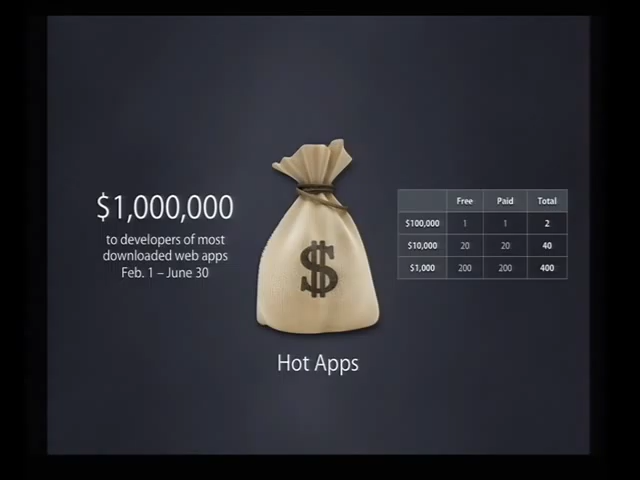 $1,000,000
to developers of most
downloaded web apps
Feb. 1 – June 30
$
Hot Apps
Free Paid Total
$100,000 1 1 2
$10,000 20 20 40
$1,000 200 200 400